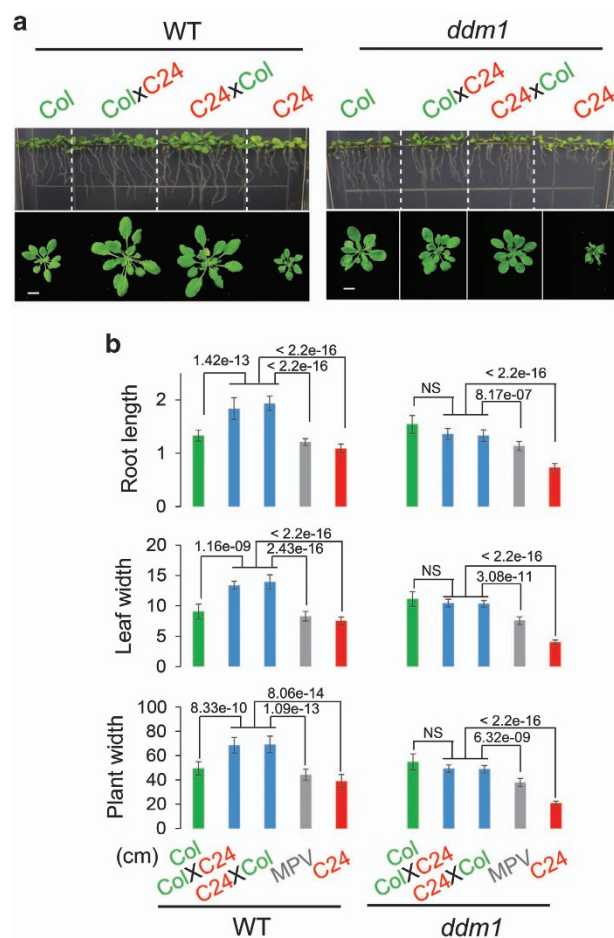 a
WT
ddm1
Col
ColxC24
C24xCol
C24
Col
ColxC24
C24xCol
C24
b
Root length
2
1
0
1.42e-13
< 2.2e-16
< 2.2e-16
NS
< 2.2e-16
8.17e-07
Leaf width
20
15
10
5
0
1.16e-09
< 2.2e-16
2.43e-16
NS
< 2.2e-16
3.08e-11
Plant width
100
80
60
40
20
0
8.33e-10
8.06e-14
1.09e-13
NS
< 2.2e-16
6.32e-09
(cm)
Col
ColXC24
C24XCol
MPV
C24
Col
ColXC24
C24XCol
MPV
C24
WT
ddm1